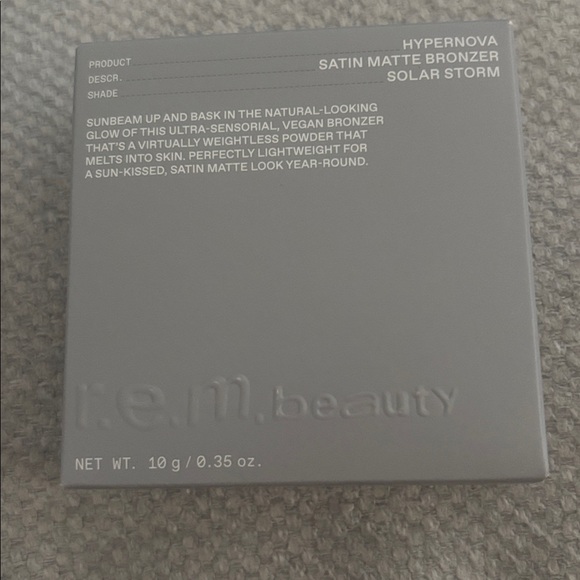 PRODUCT HYPERNOVA
DESCR. SATIN MATTE BRONZER
SHADE SOLAR STORM
SUNBEAM UP AND BASK IN THE NATURAL-LOOKING
GLOW OF THIS ULTRA-SENSORIAL, VEGAN BRONZER
THAT'S A VIRTUALLY WEIGHTLESS POWDER THAT
MELTS INTO SKIN. PERFECTLY LIGHTWEIGHT FOR
A SUN-KISSED, SATIN MATTE LOOK YEAR-ROUND.
r.e.m.beauty
NET WT. 10 g / 0.35 oz.